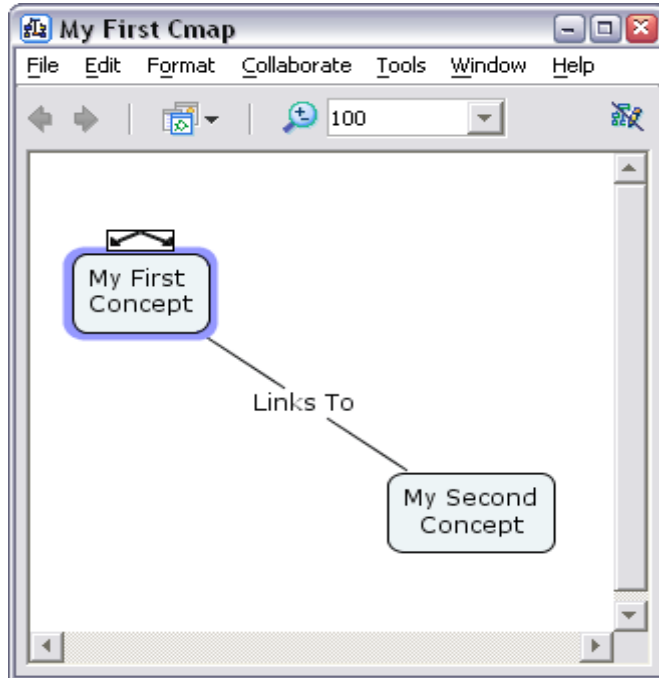 My First Cmap
File Edit Format Collaborate Tools Window Help
100
My First
Concept
Links To
My Second
Concept